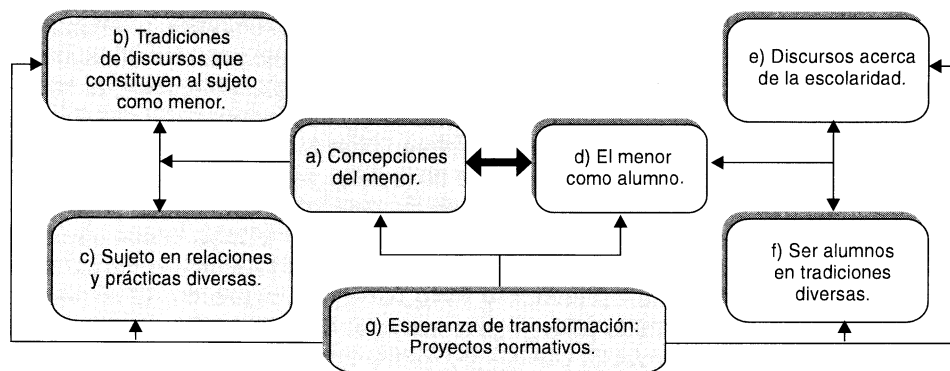 b) Tradiciones
de discursos que
constituyen al sujeto
como menor.
e) Discursos acerca
de la escolaridad.
a) Concepciones
del menor.
d) El menor
como alumno.
c) Sujeto en relaciones
y prácticas diversas.
f) Ser alumnos
en tradiciones
diversas.
g) Esperanza de transformación:
Proyectos normativos.